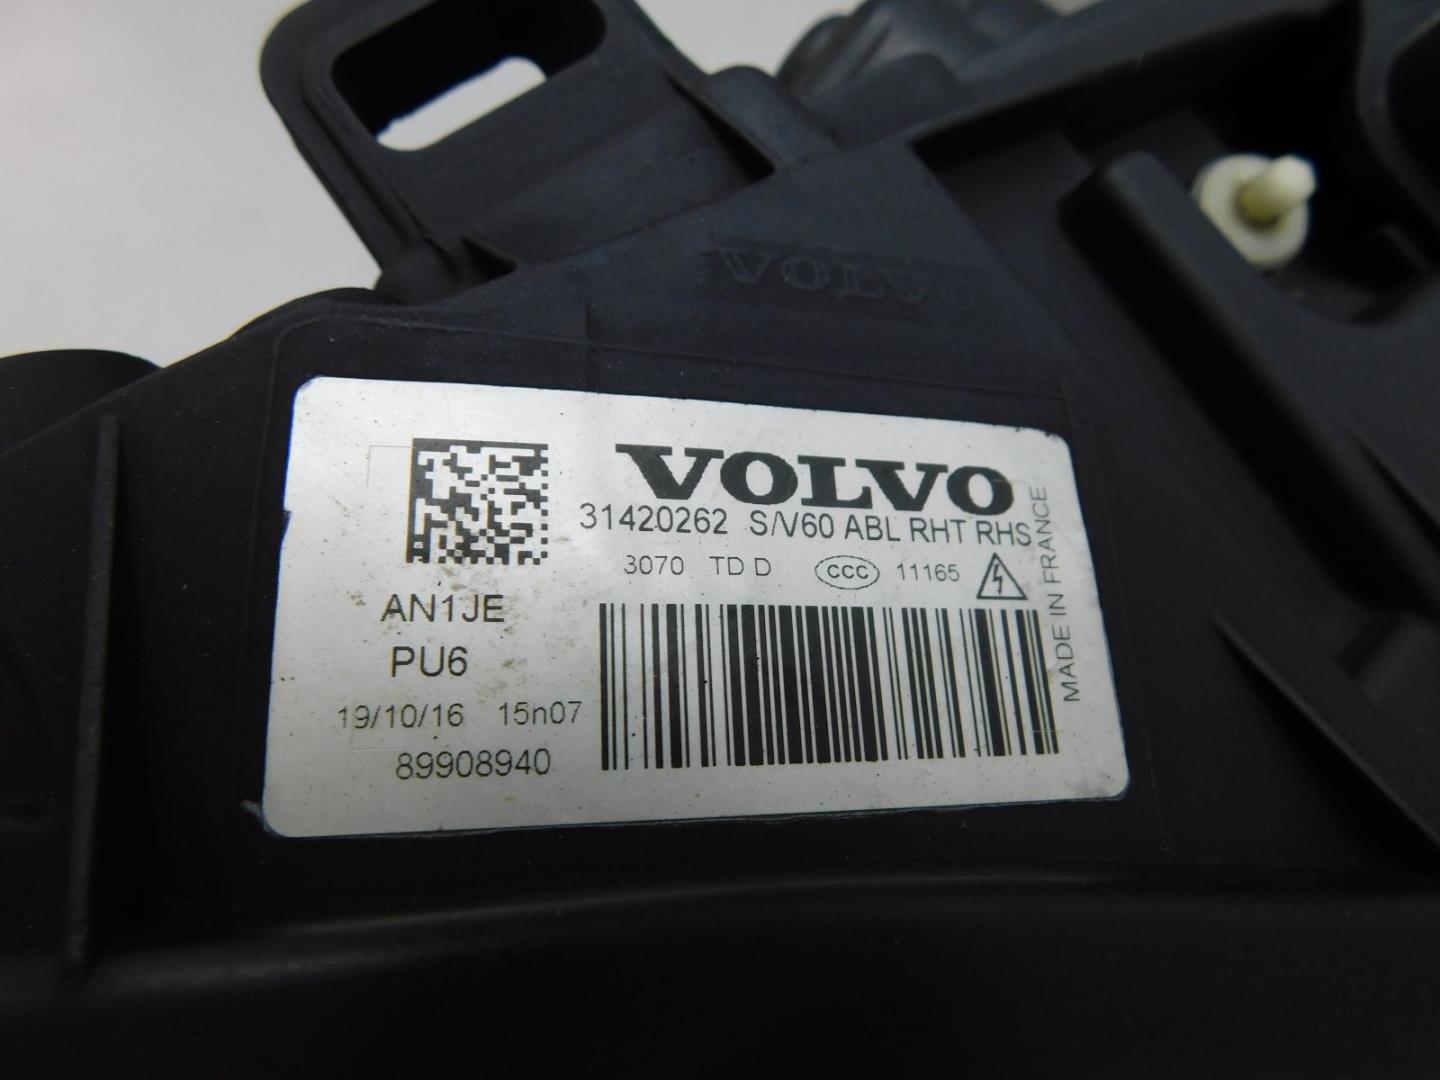 VOLVO
VOLVO
31420262 S/V60 ABL RHT RHS
3070 TD D CCC 11165
MADE IN FRANCE
AN1JE
PU6
19/10/16 15h07
89908940